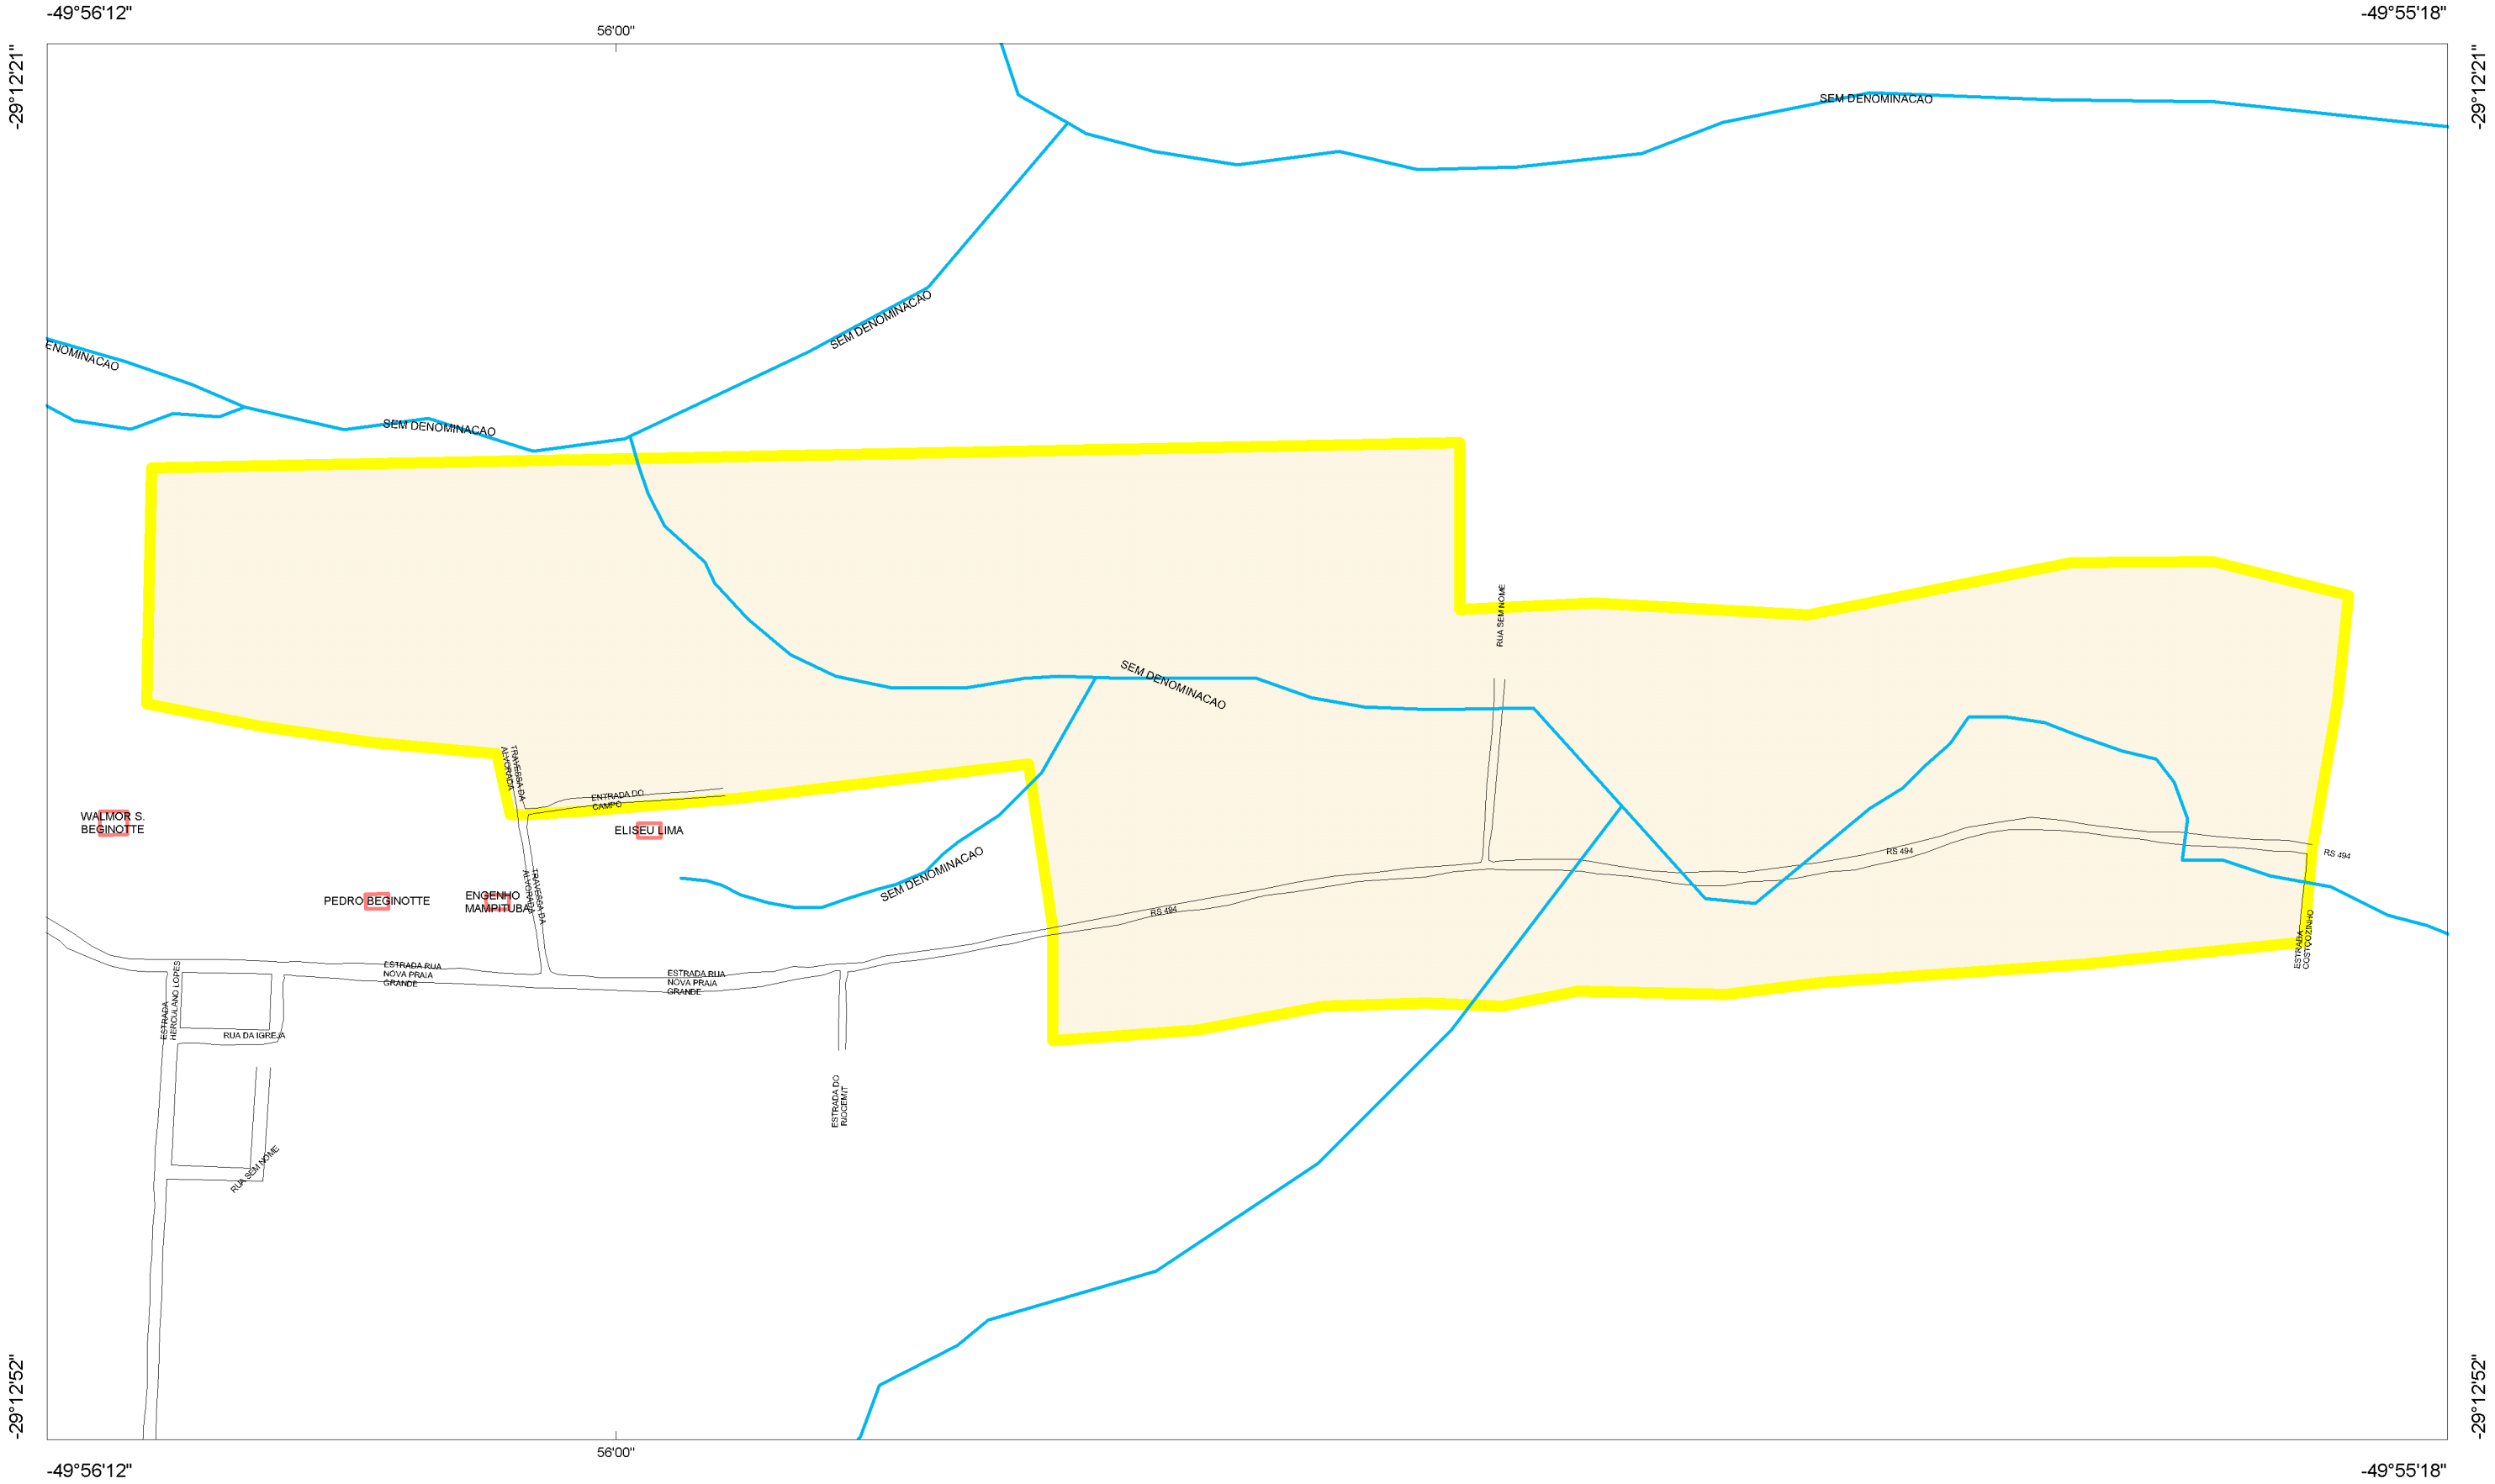 -49°56'12"
-49°55'18"
56'00"
-29°12'21"
-29°12'21"
SEM DENOMINACAO
SEM DENOMINACAO
ENOMINACAO
SEM DENOMINACAO
RUA SEM NOME
SEM DENOMINACAO
TRAVESSA DA
ALVORADA
ENTRADA DO
CAMPO
WALMOR S.
BEGINOTTE
ELISEU LIMA
SEM DENOMINACAO
RS 494
RS 494
RS 494
PEDRO BEGINOTTE
ENGENHO
MAMPITUBA
TRAVESSA DA
ALVORADA
ESTRADA
COSTÇOZINHO
ESTRADA RUA
NOVA PRAIA
GRANDE
ESTRADA RUA
NOVA PRAIA
GRANDE
ESTRADA
HERCULANO LOPES
RUA DA IGREJA
ESTRADA DO
RIOCEMIT
RUA SEM NOME
-29°12'52"
-29°12'52"
56'00"
-49°56'12"
-49°55'18"